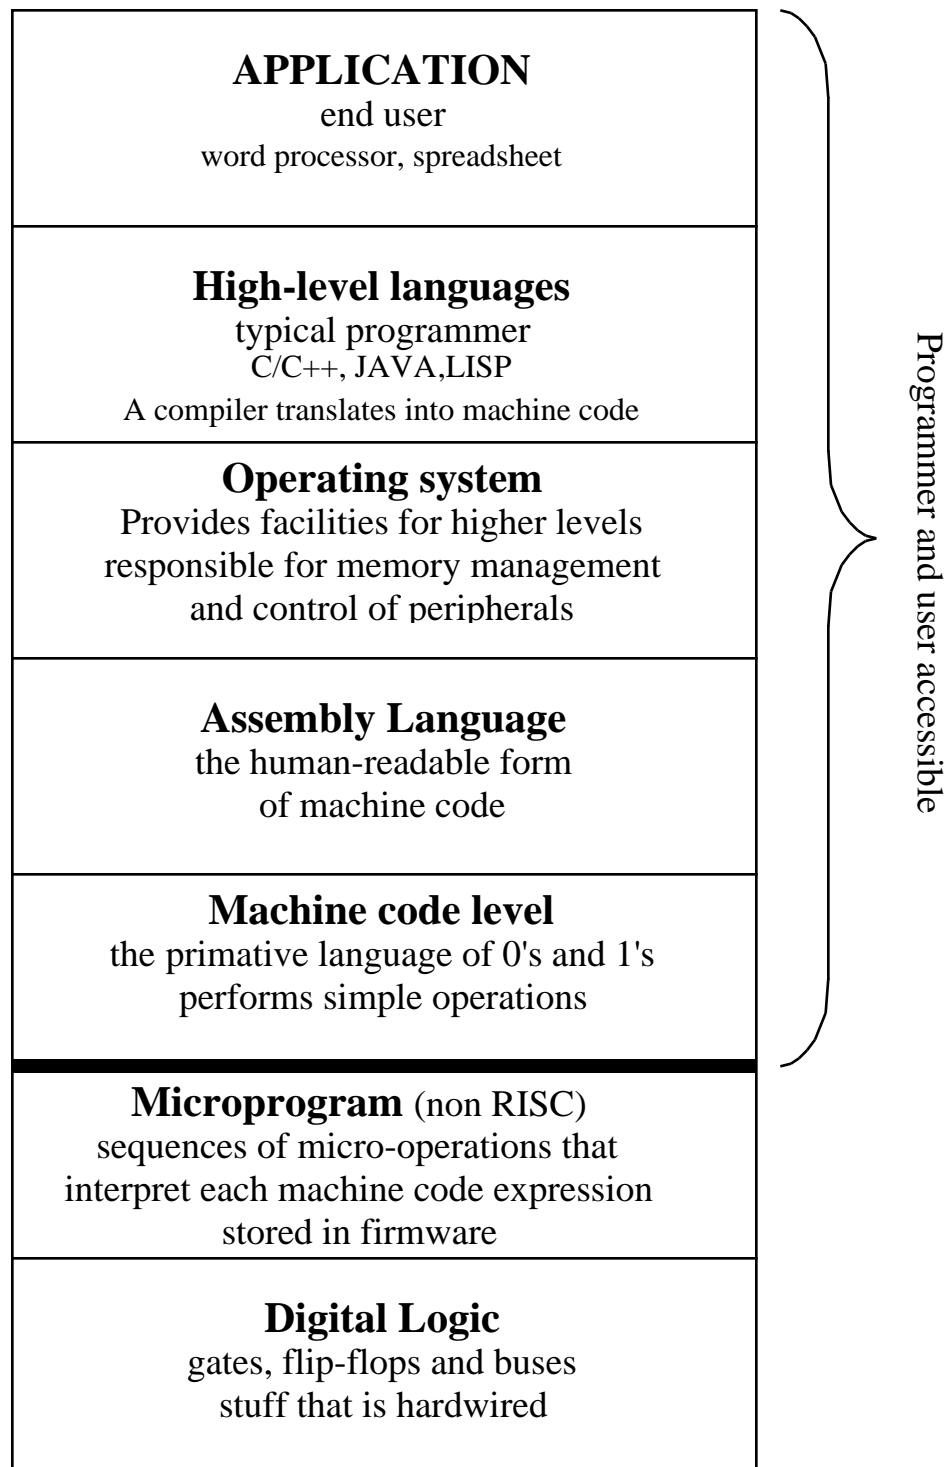 APPLICATION
end user
word processor, spreadsheet
High-level languages
typical programmer
C/C++, JAVA,LISP
A compiler translates into machine code
Operating system
Provides facilities for higher levels
responsible for memory management
and control of peripherals
Assembly Language
the human-readable form
of machine code
Machine code level
the primative language of 0's and 1's
performs simple operations
Microprogram (non RISC)
sequences of micro-operations that
interpret each machine code expression
stored in firmware
Digital Logic
gates, flip-flops and buses
stuff that is hardwired
Programmer and user accessible